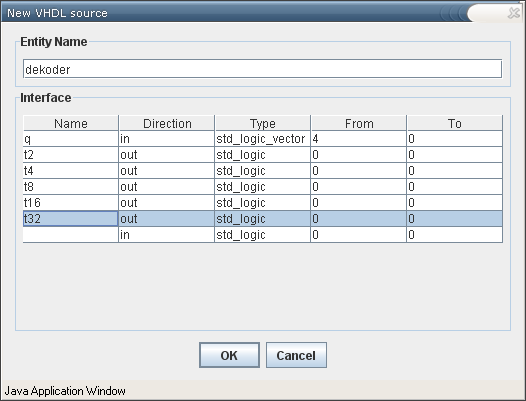 New VHDL source
Entity Name
dekoder
Interface
Name Direction Type From To
q in std_logic_vector 4 0
t2 out std_logic 0 0
t4 out std_logic 0 0
t8 out std_logic 0 0
t16 out std_logic 0 0
t32 out std_logic 0 0
in std_logic 0 0
OK Cancel
Java Application Window